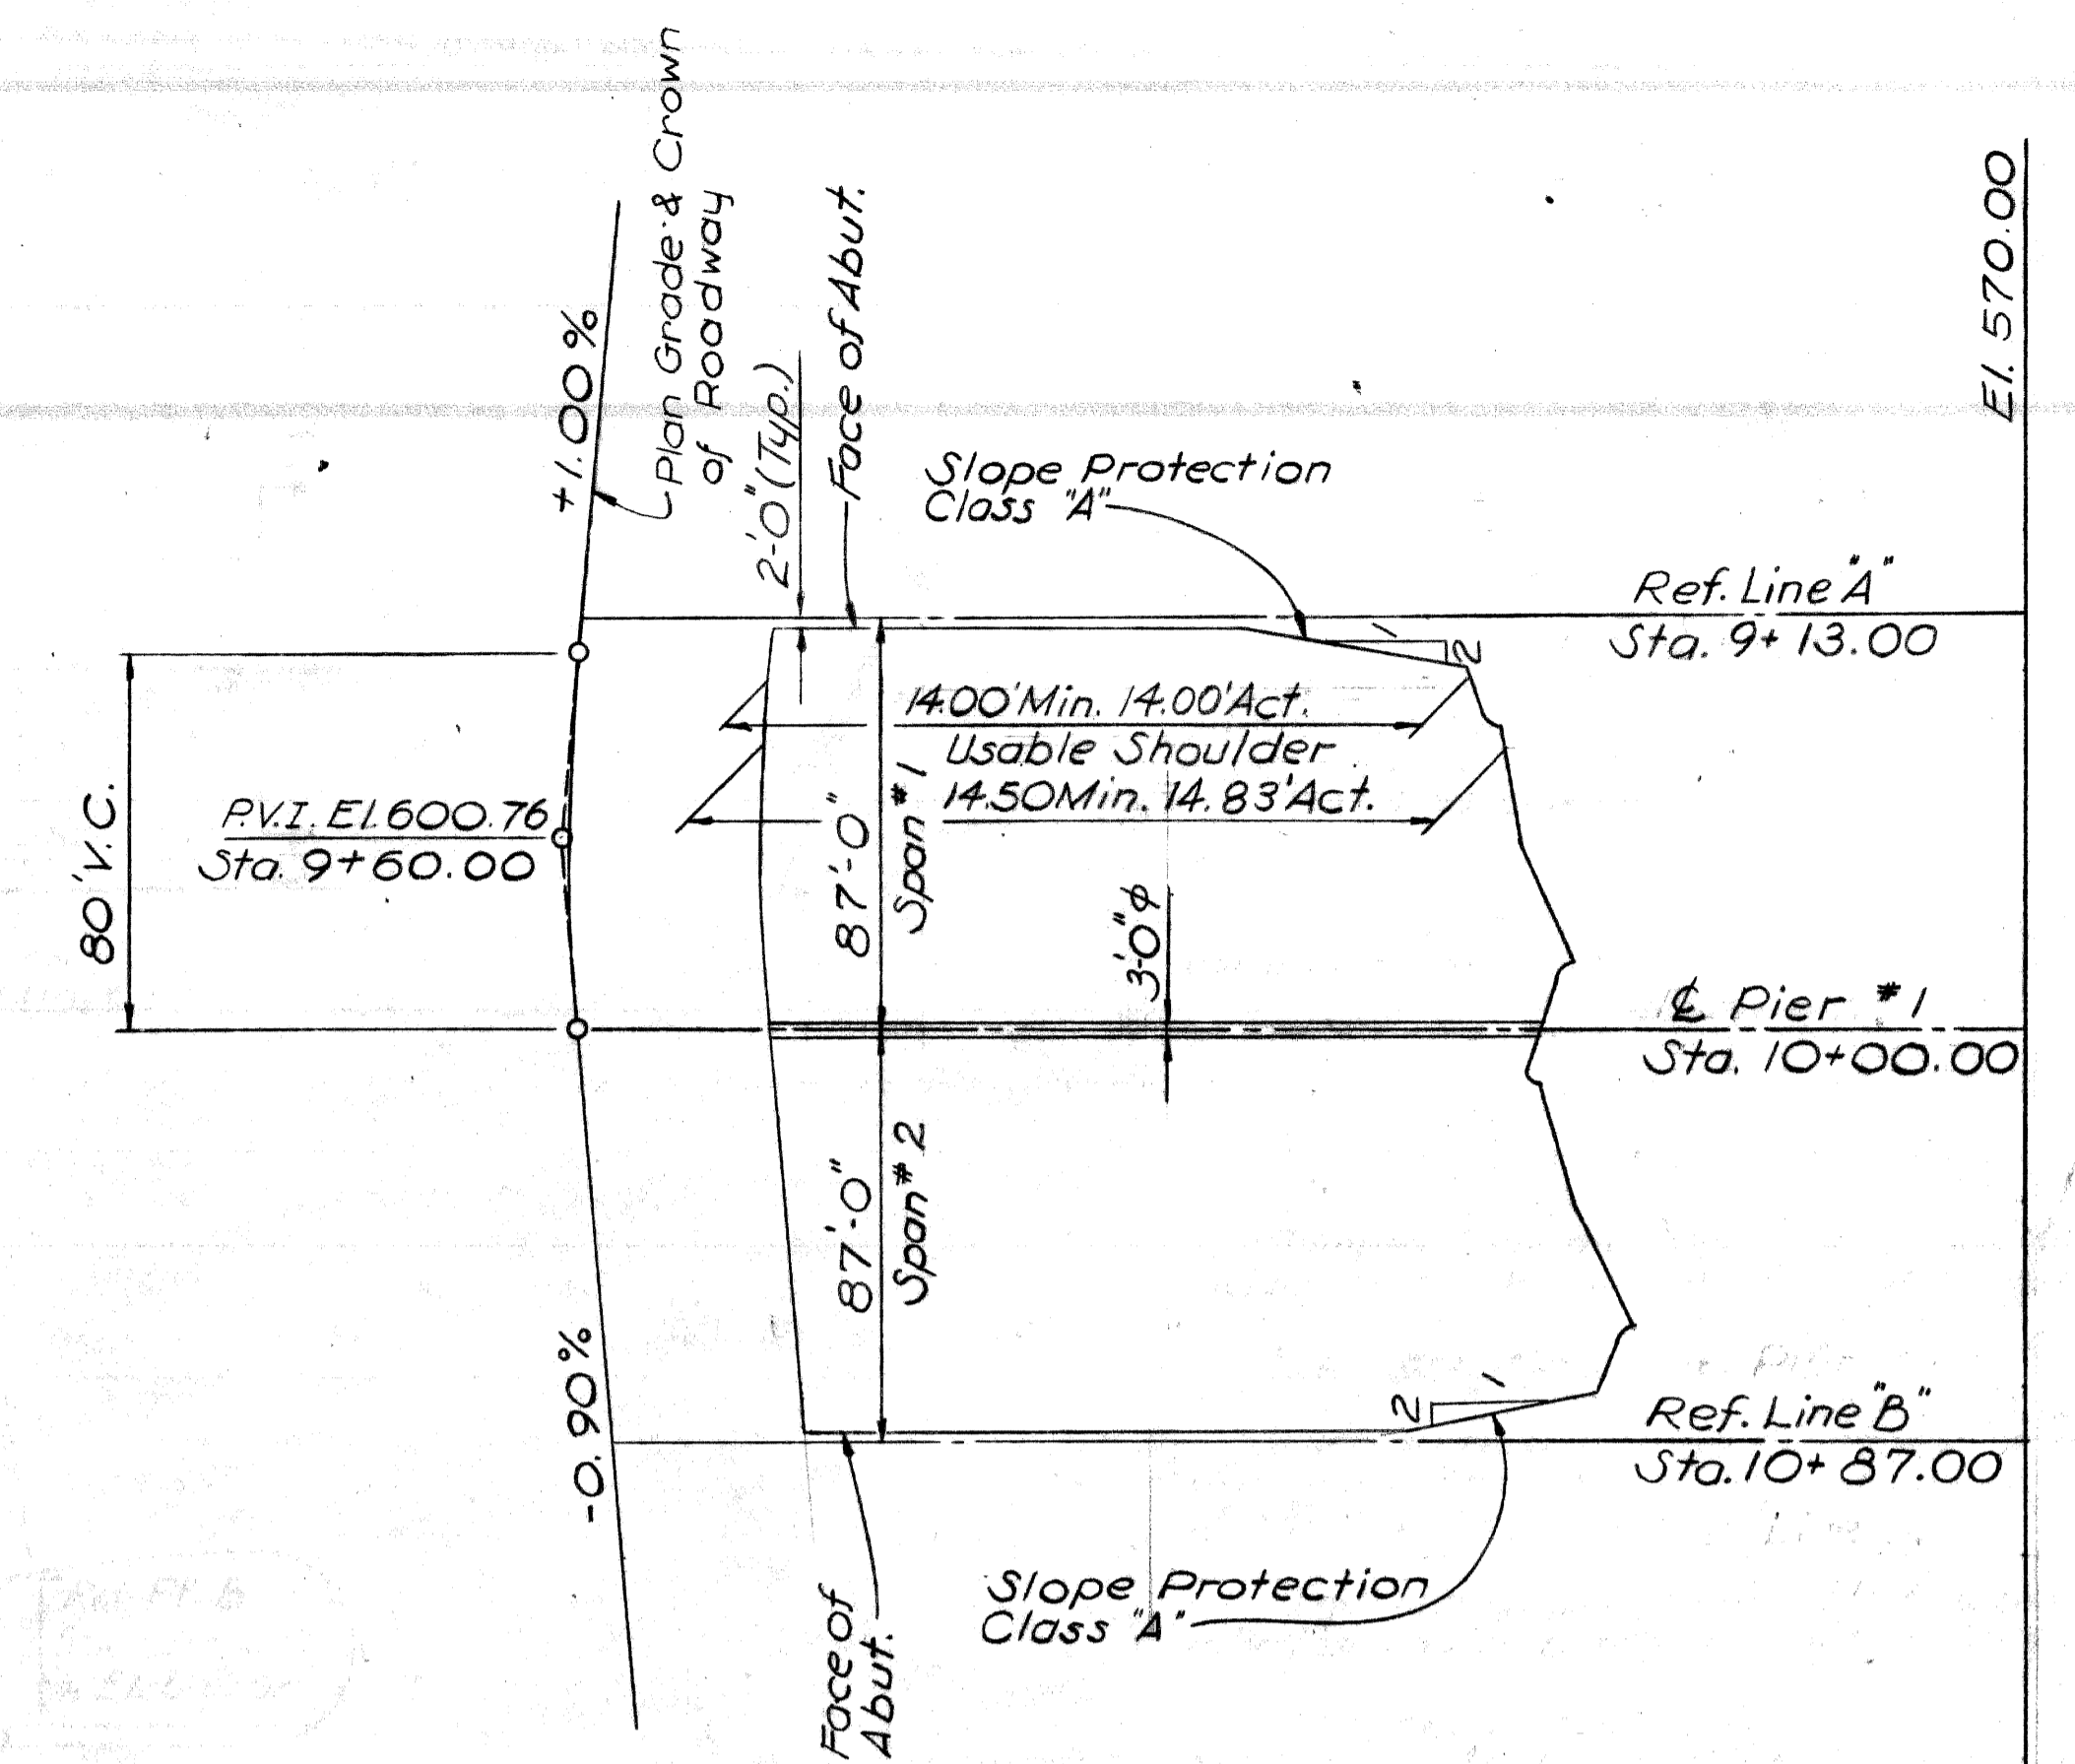 +1.00%
Plan Grade & Crown
of Roadway
2'-0" (Typ.)
Face of Abut.
Slope Protection
Class "A"
El. 570.00
Ref. Line "A"
Sta. 9+13.00
1
2
14.00' Min. 14.00' Act.
Usable Shoulder
14.50 Min. 14.83' Act.
80' V.C.
P.V.I. El. 600.76
Sta. 9+60.00
87'-0"
Span #1
3'-0" ϕ
℄ Pier #1
Sta. 10+00.00
87'-0"
Span #2
-0.90%
2
1
Ref. Line "B"
Sta. 10+87.00
Face of
Abut.
Slope Protection
Class "A"